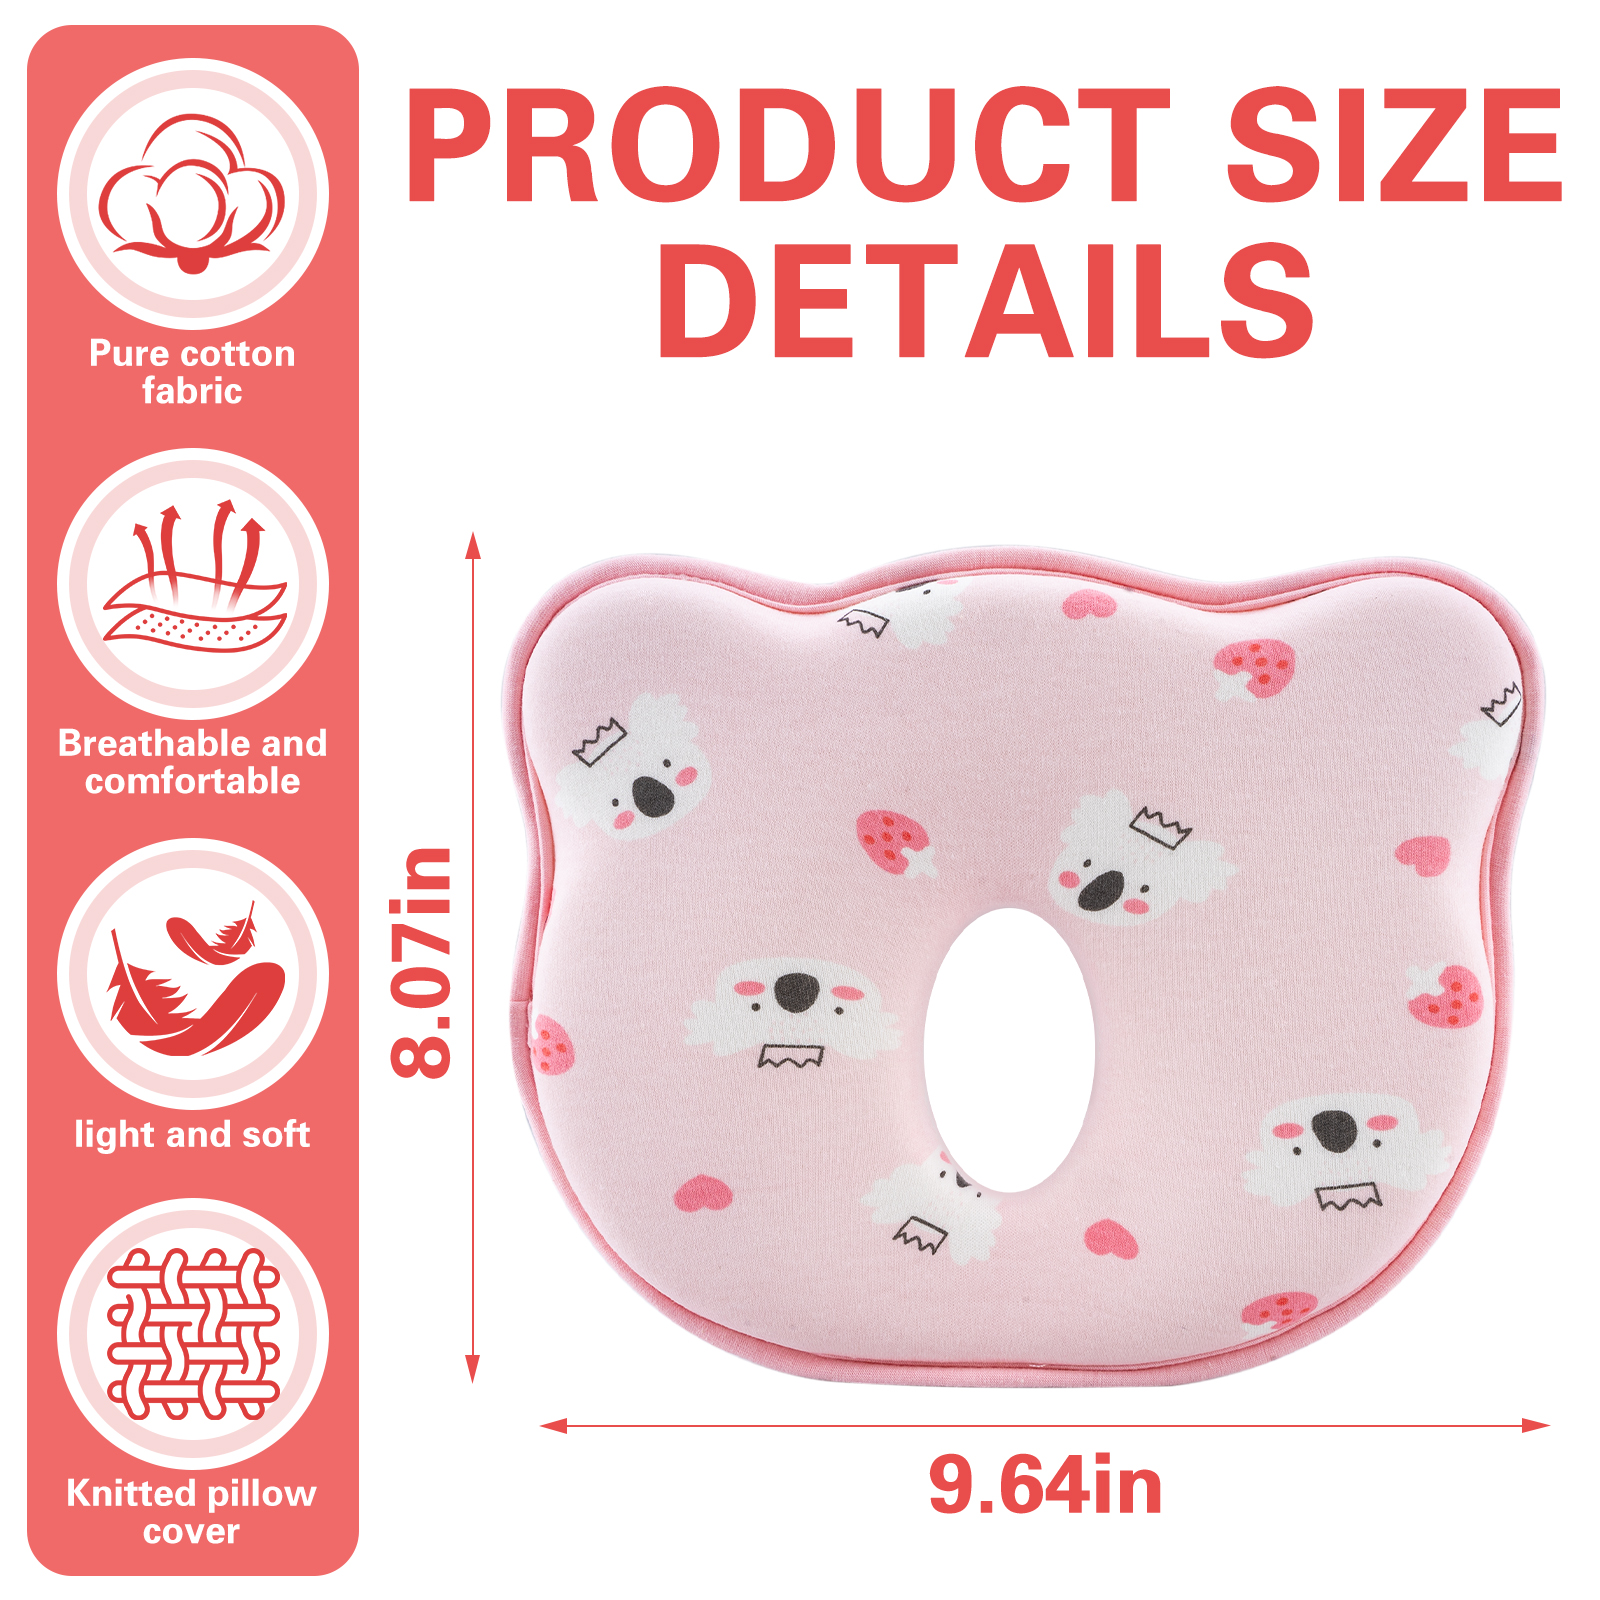 PRODUCT SIZE
DETAILS
Pure cotton
fabric
Breathable and
comfortable
light and soft
Knitted pillow
cover
8.07in
9.64in